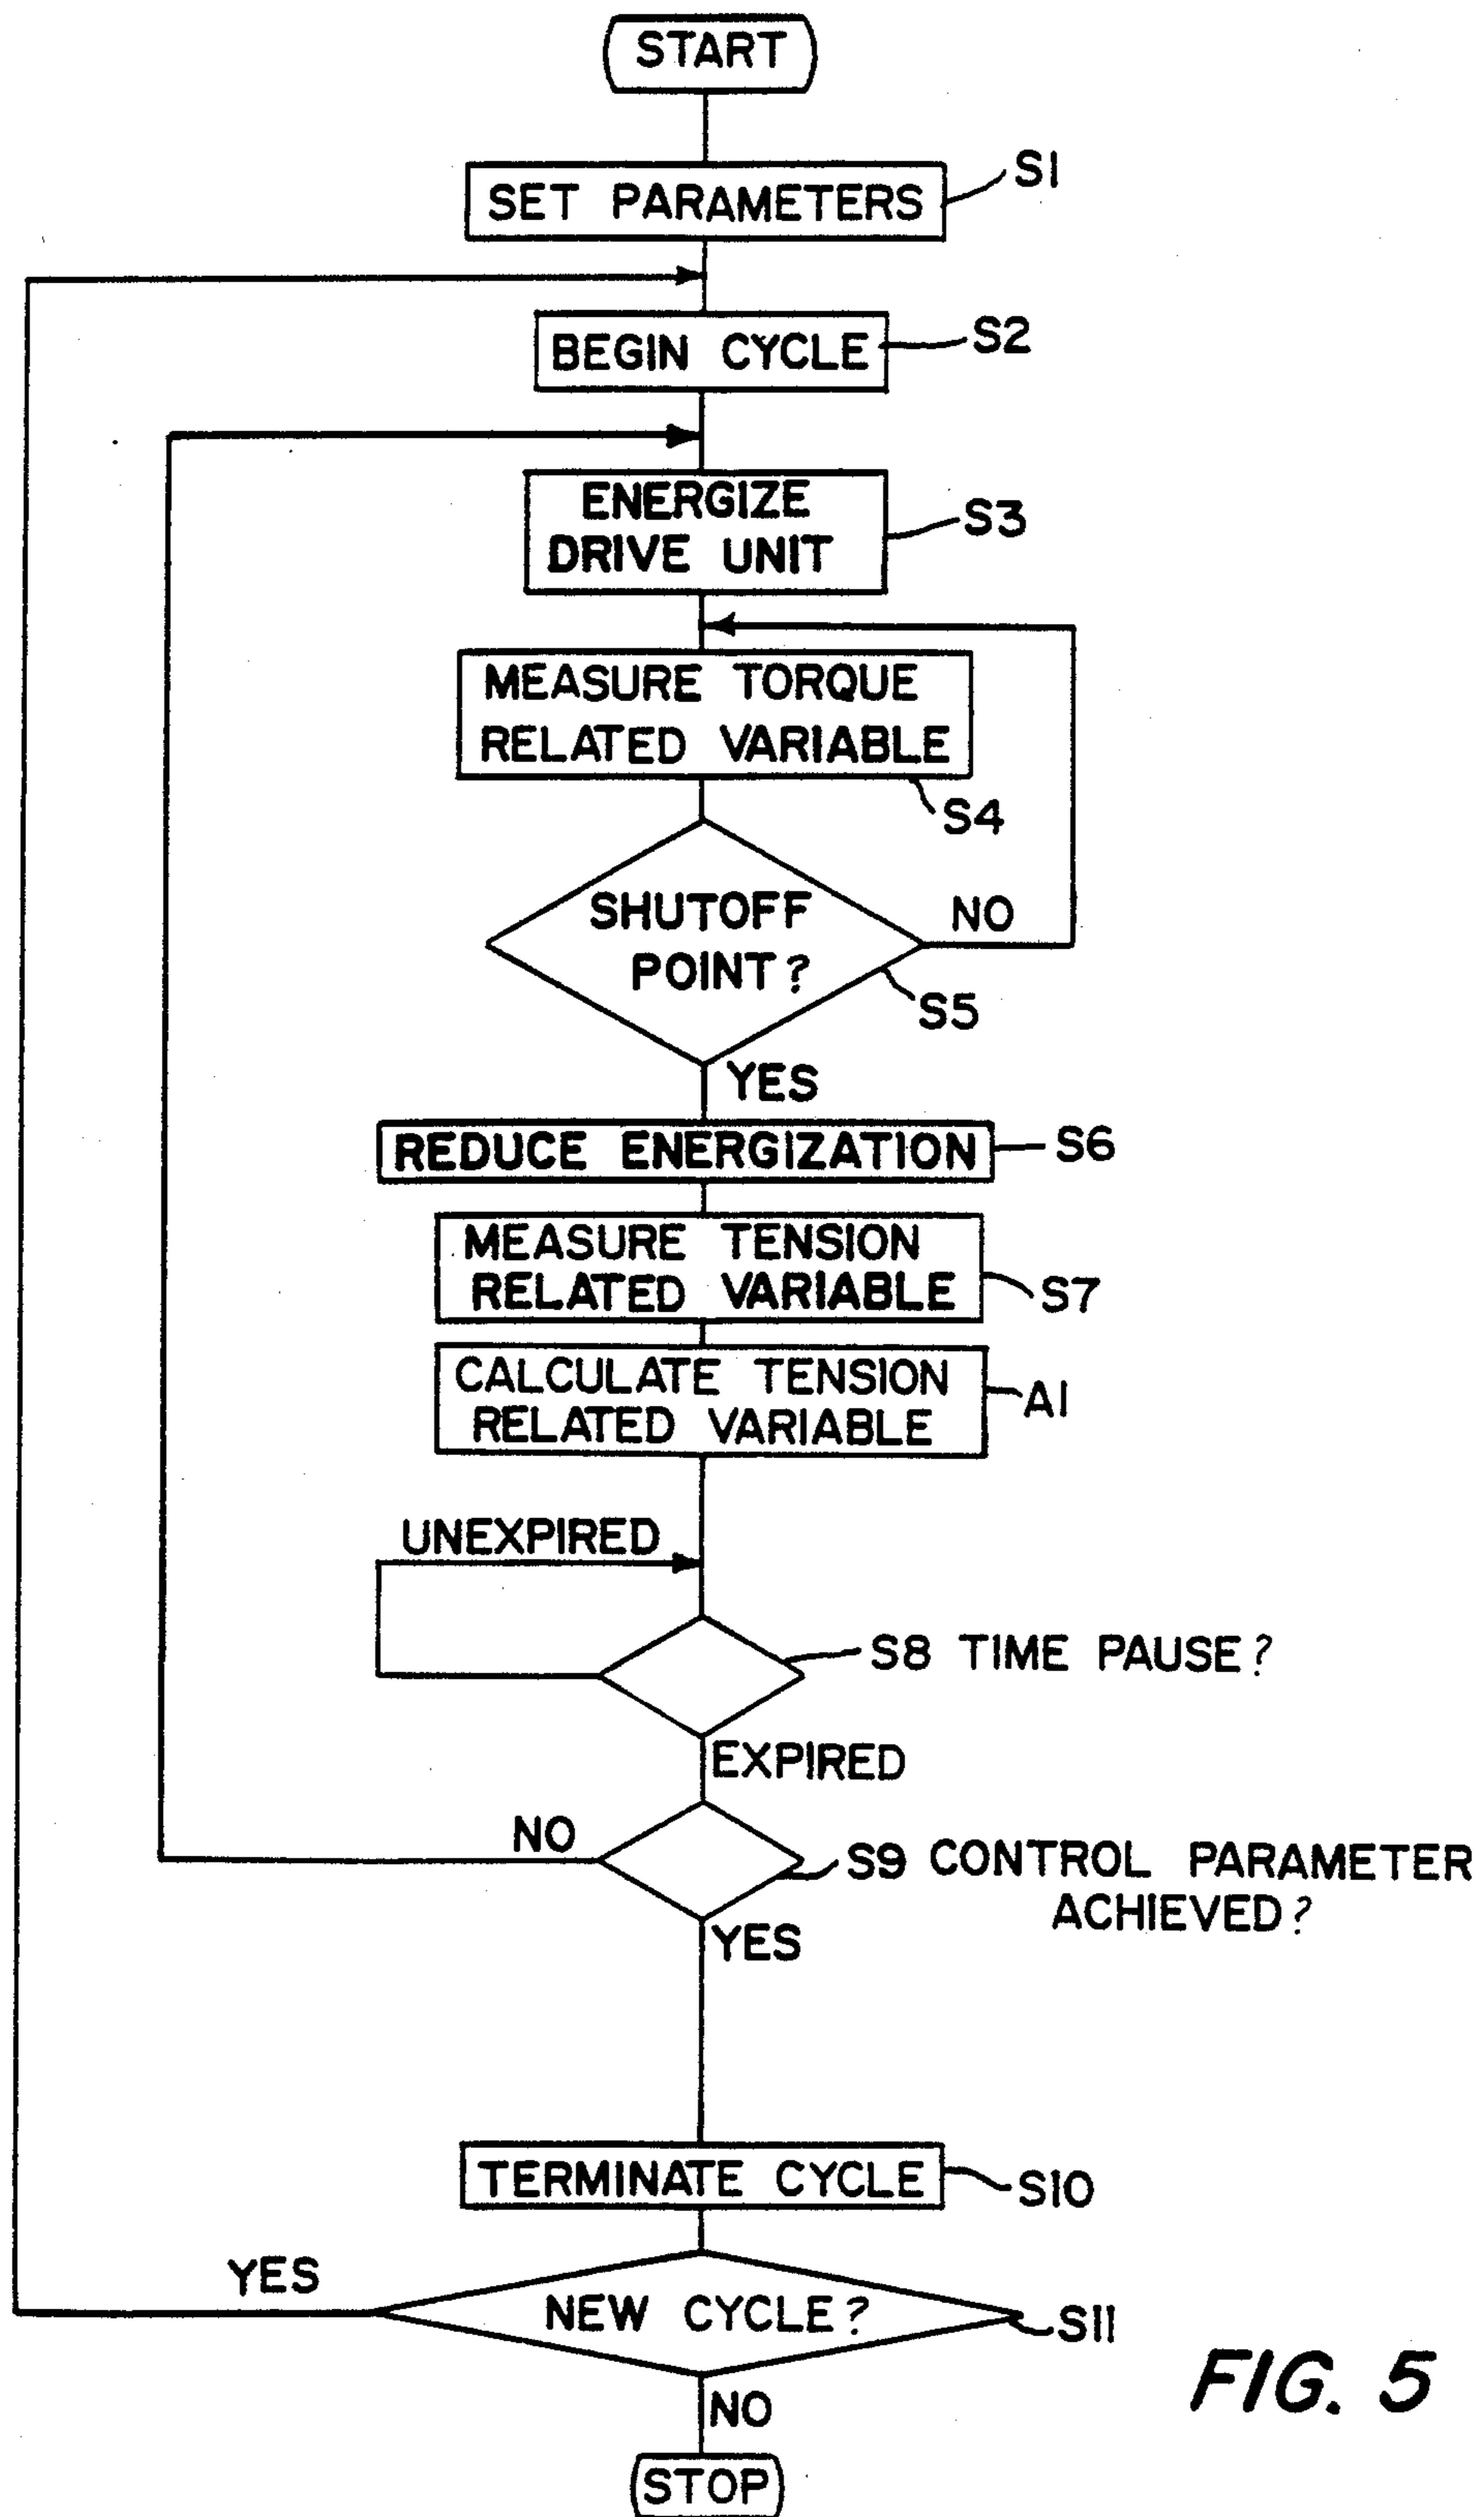 START
S1
SET PARAMETERS
BEGIN CYCLE
S2
ENERGIZE
DRIVE UNIT
S3
MEASURE TORQUE
RELATED VARIABLE
S4
SHUTOFF
POINT?
NO
S5
YES
REDUCE ENERGIZATION
S6
MEASURE TENSION
RELATED VARIABLE
S7
CALCULATE TENSION
RELATED VARIABLE
A1
UNEXPIRED
S8 TIME PAUSE?
EXPIRED
NO
S9 CONTROL PARAMETER
ACHIEVED?
YES
TERMINATE CYCLE
S10
YES
NEW CYCLE?
S11
NO
STOP
FIG. 5